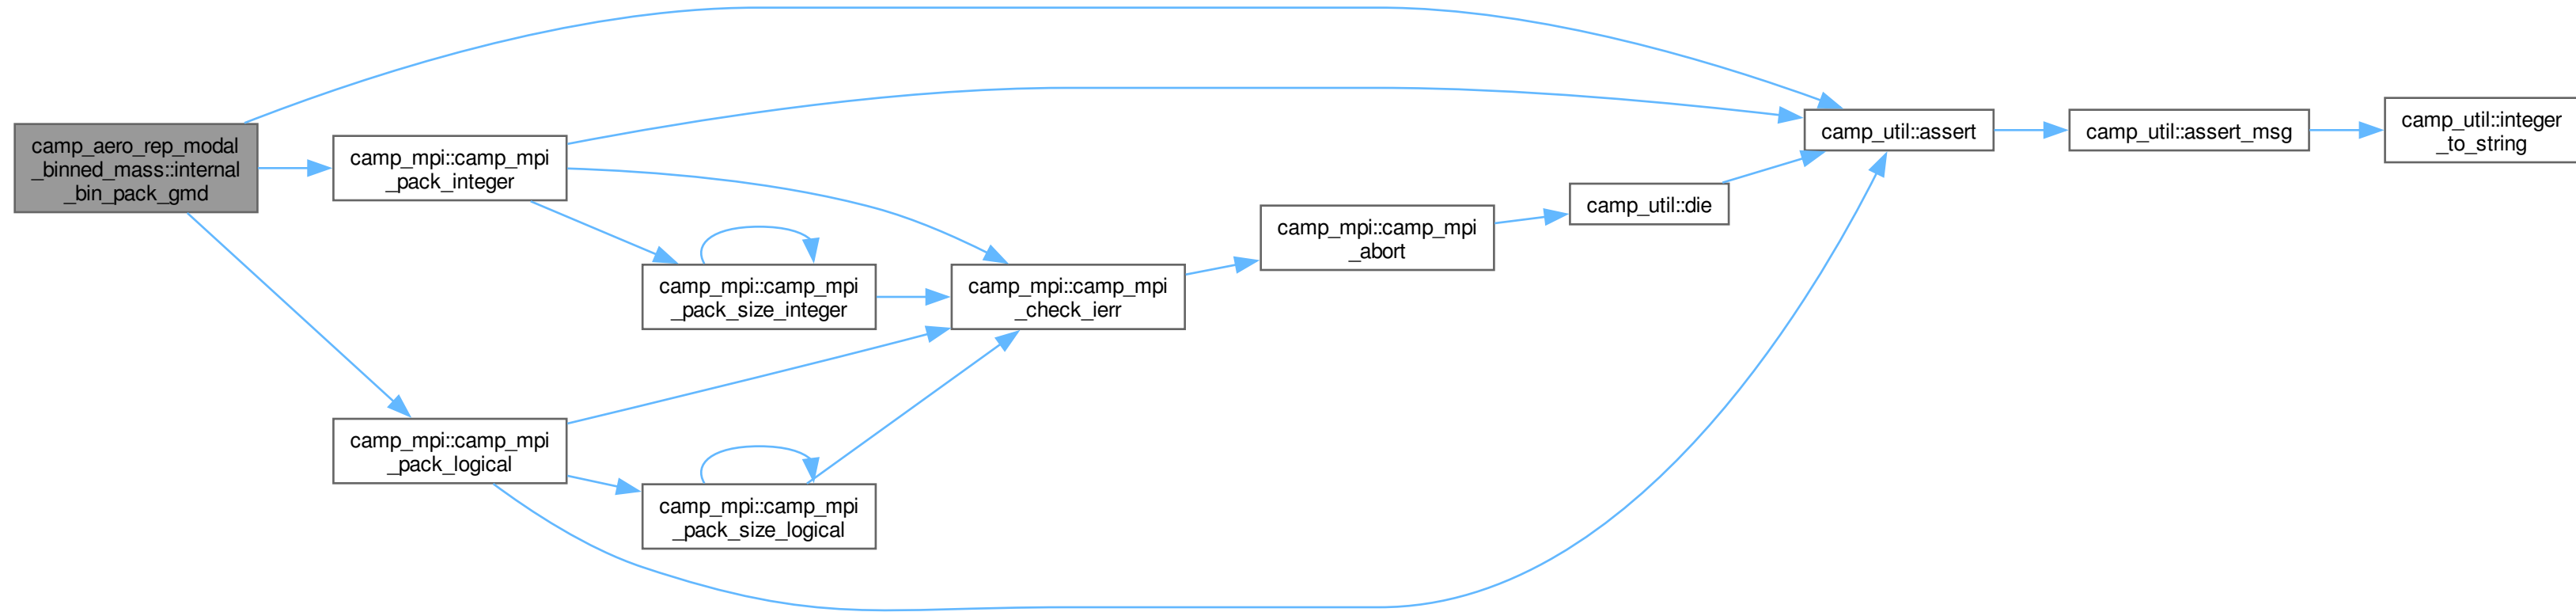 camp_aero_rep_modal
_binned_mass::internal
_bin_pack_gmd
camp_mpi::camp_mpi
_pack_integer
camp_mpi::camp_mpi
_pack_size_integer
camp_mpi::camp_mpi
_check_ierr
camp_mpi::camp_mpi
_abort
camp_util::die
camp_util::assert
camp_util::assert_msg
camp_util::integer
_to_string
camp_mpi::camp_mpi
_pack_logical
camp_mpi::camp_mpi
_pack_size_logical